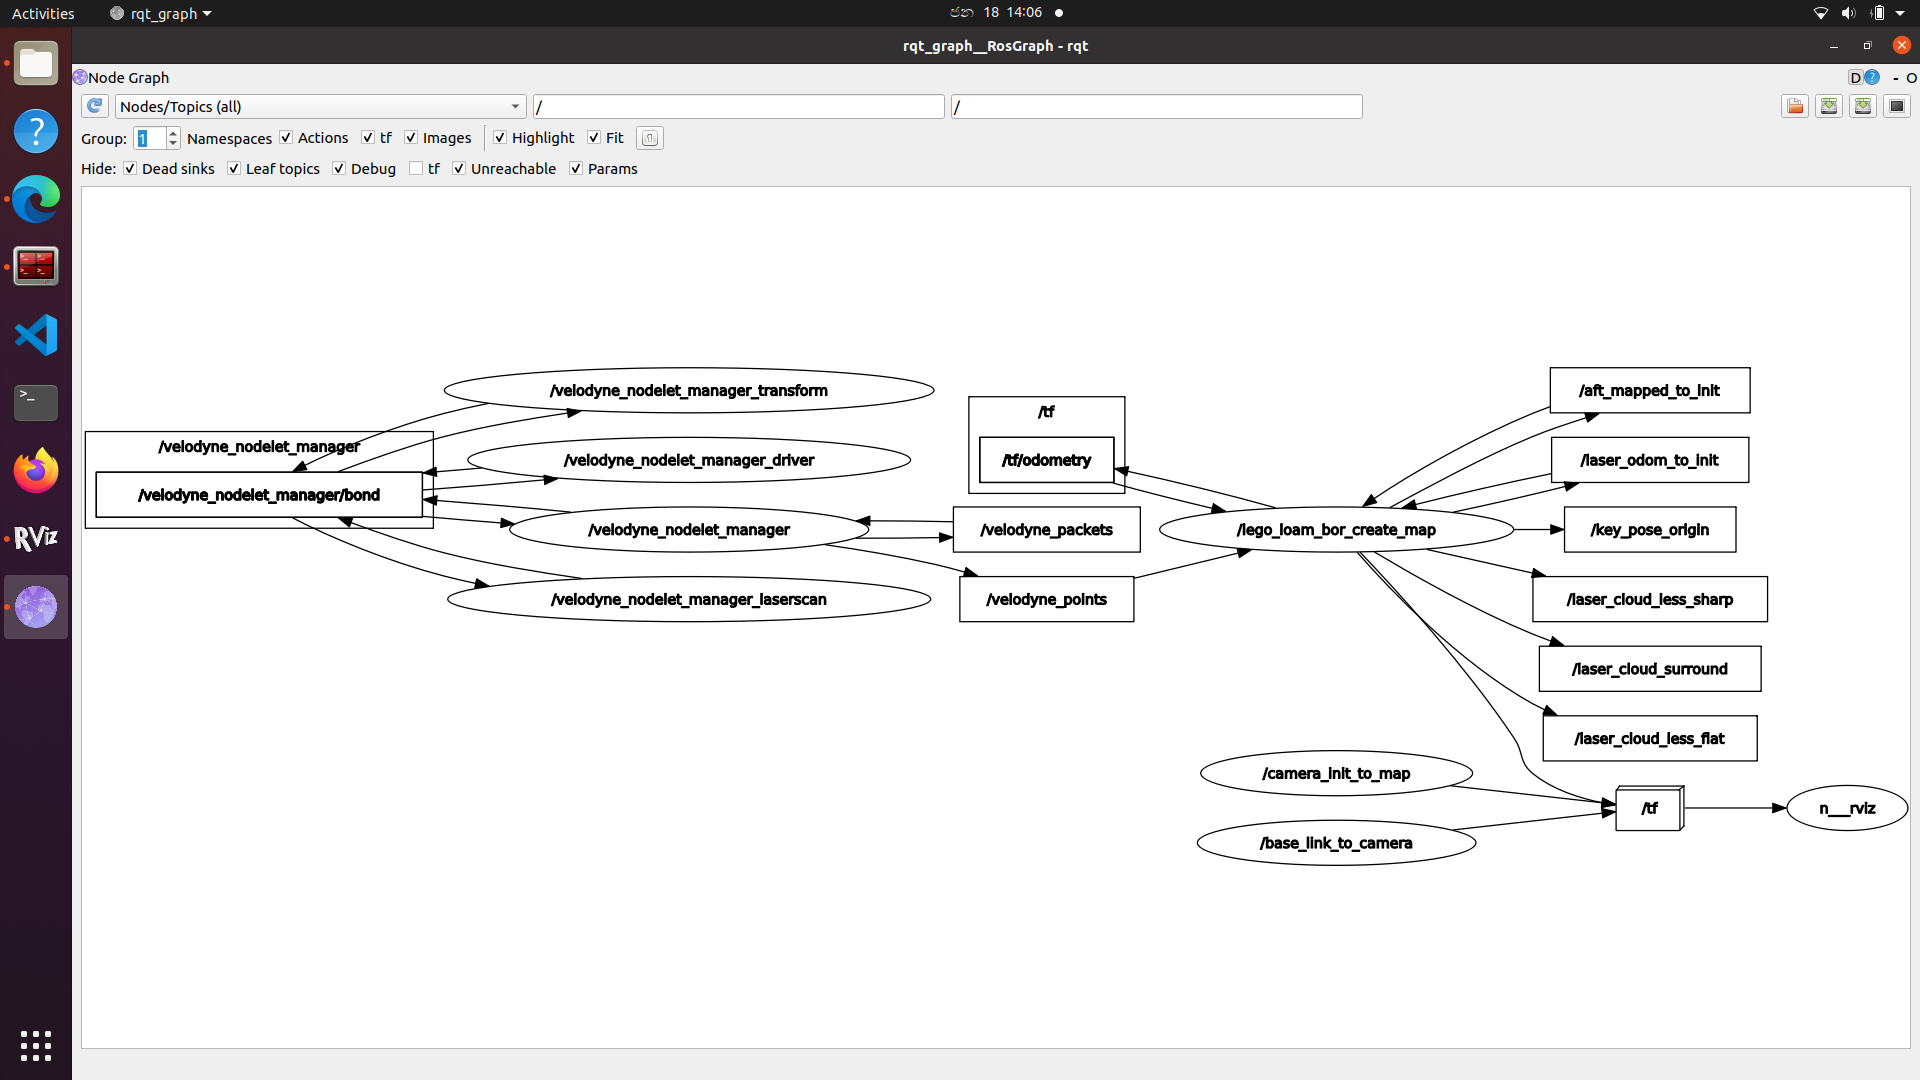 Activities rqt_graph ජන 18 14:06
rqt_graph__RosGraph - rqt
Node Graph D ? - O
Nodes/Topics (all) / /
Group: 1 Namespaces Actions tf Images Highlight Fit
Hide: Dead sinks Leaf topics Debug tf Unreachable Params
/velodyne_nodelet_manager_transform
/aft_mapped_to_init
/tf
/velodyne_nodelet_manager
/velodyne_nodelet_manager_driver
/tf/odometry
/laser_odom_to_init
/velodyne_nodelet_manager/bond
/velodyne_nodelet_manager
/velodyne_packets
/lego_loam_bor_create_map
/key_pose_origin
/velodyne_nodelet_manager_laserscan
/velodyne_points
/laser_cloud_less_sharp
/laser_cloud_surround
/laser_cloud_less_flat
/camera_init_to_map
/tf
n__rviz
/base_link_to_camera
RViz